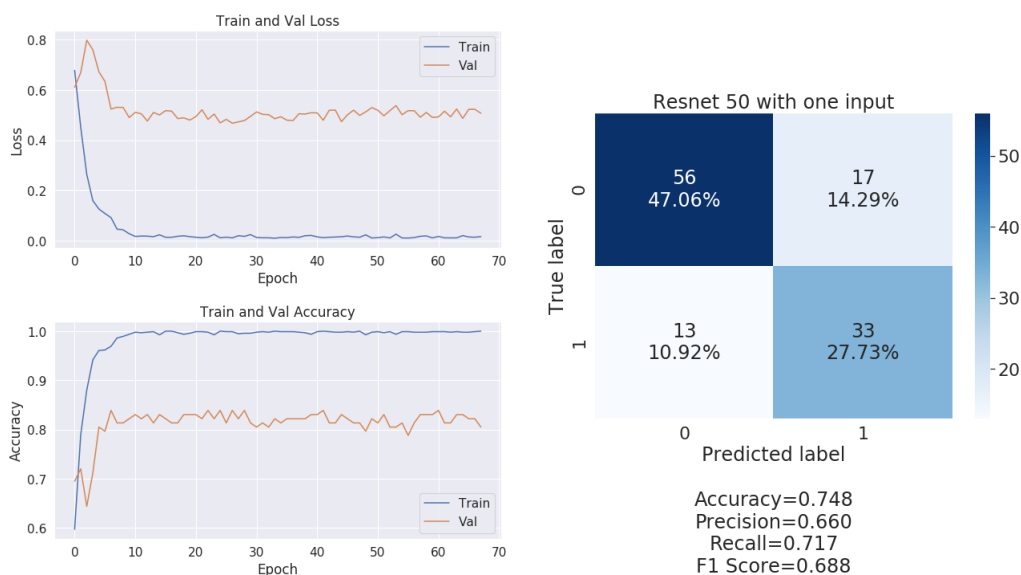 Train and Val Loss
0.8
0.6
0.4
0.2
0.0
Loss
Train
Val
0 10 20 30 40 50 60 70
Epoch
Train and Val Accuracy
1.0
0.9
0.8
0.7
0.6
Accuracy
Train
Val
0 10 20 30 40 50 60 70
Epoch
Resnet 50 with one input
True label
0
1
56
47.06%
17
14.29%
13
10.92%
33
27.73%
0 1
Predicted label
50
40
30
20
Accuracy=0.748
Precision=0.660
Recall=0.717
F1 Score=0.688